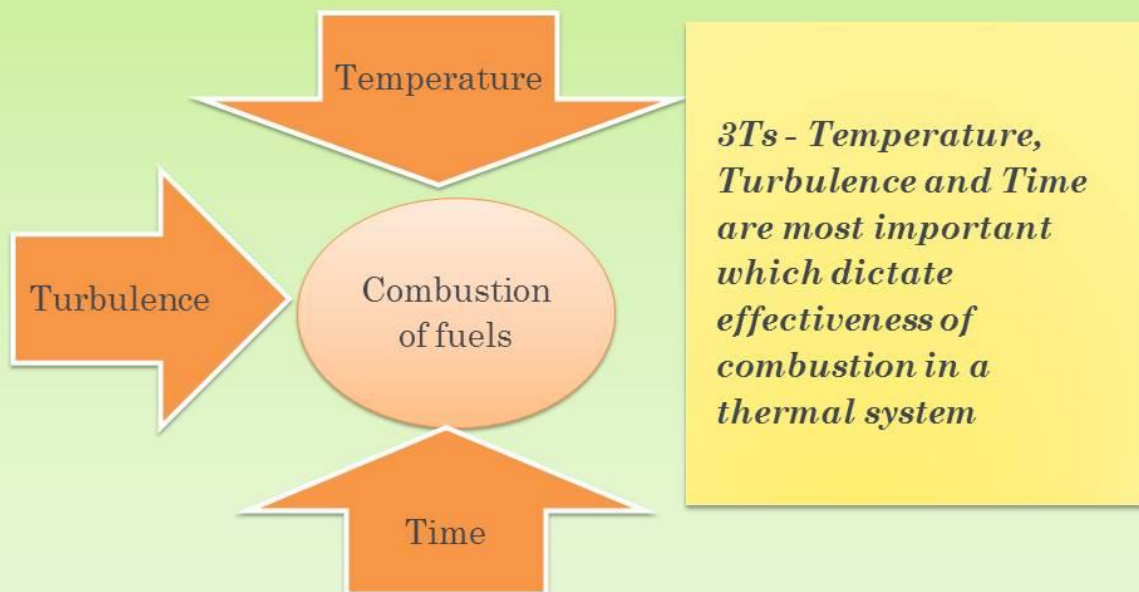 Temperature
Turbulence
Combustion
of fuels
Time
3Ts - Temperature,
Turbulence and Time
are most important
which dictate
effectiveness of
combustion in a
thermal system